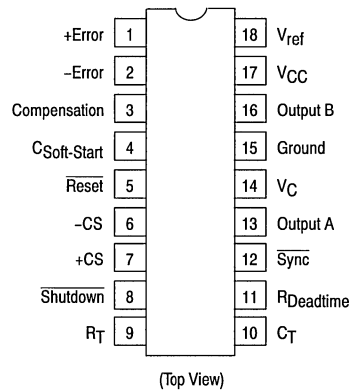 +Error 1 18 Vref
−Error 2 17 VCC
Compensation 3 16 Output B
CSoft-Start 4 15 Ground
Reset 5 14 VC
−CS 6 13 Output A
+CS 7 12 Sync
Shutdown 8 11 RDeadtime
RT 9 10 CT
(Top View)